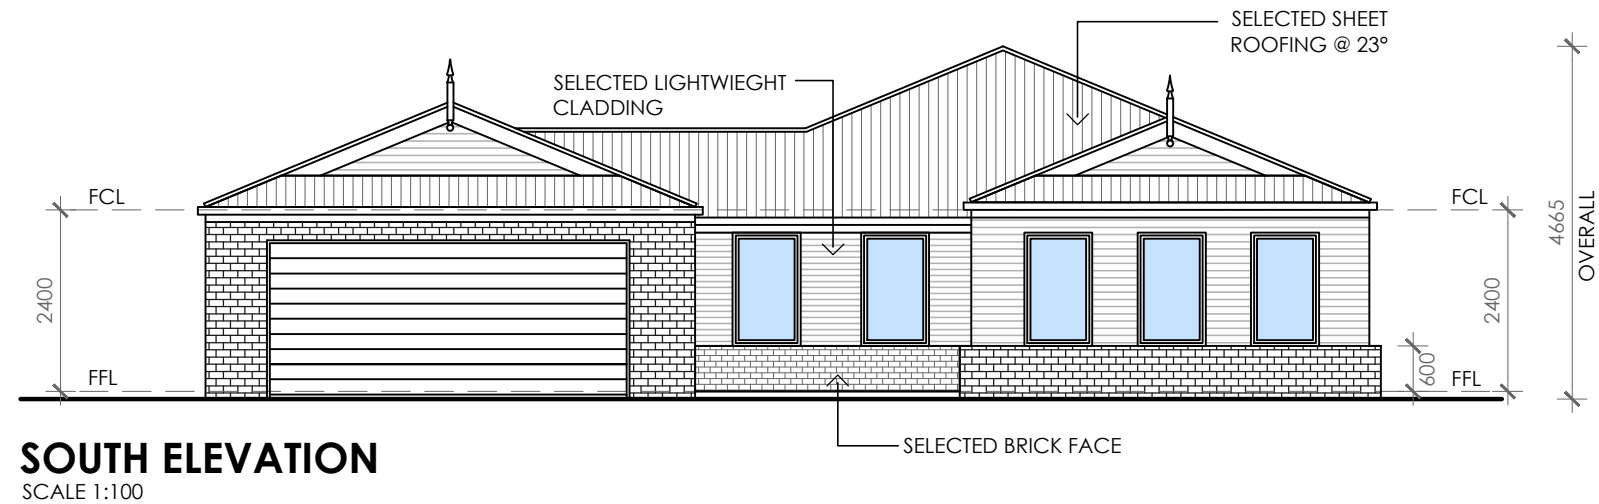 SELECTED SHEET
ROOFING @ 23°
SELECTED LIGHTWIEGHT
CLADDING
FCL
FCL
4665
OVERALL
2400
2400
600
FFL
FFL
SELECTED BRICK FACE
SOUTH ELEVATION
SCALE 1:100